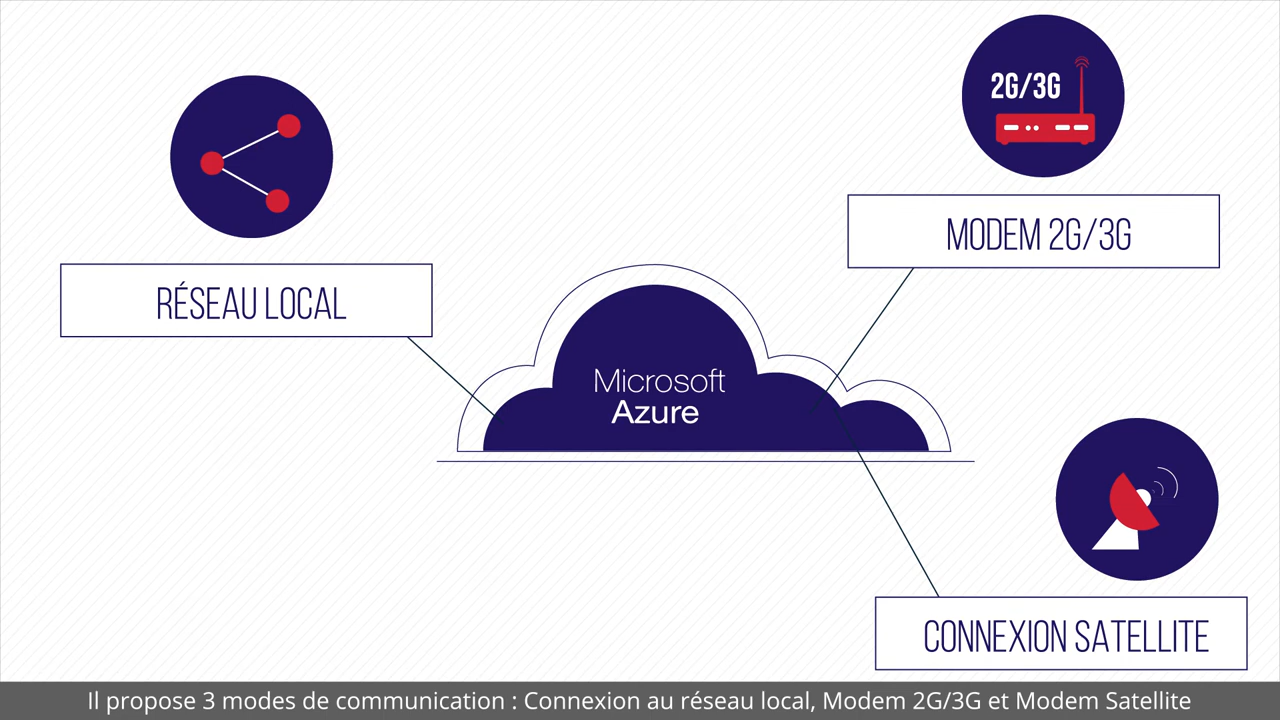 2G/3G
MODEM 2G/3G
RÉSEAU LOCAL
Microsoft
Azure
CONNEXION SATELLITE
Il propose 3 modes de communication : Connexion au réseau local, Modem 2G/3G et Modem Satellite